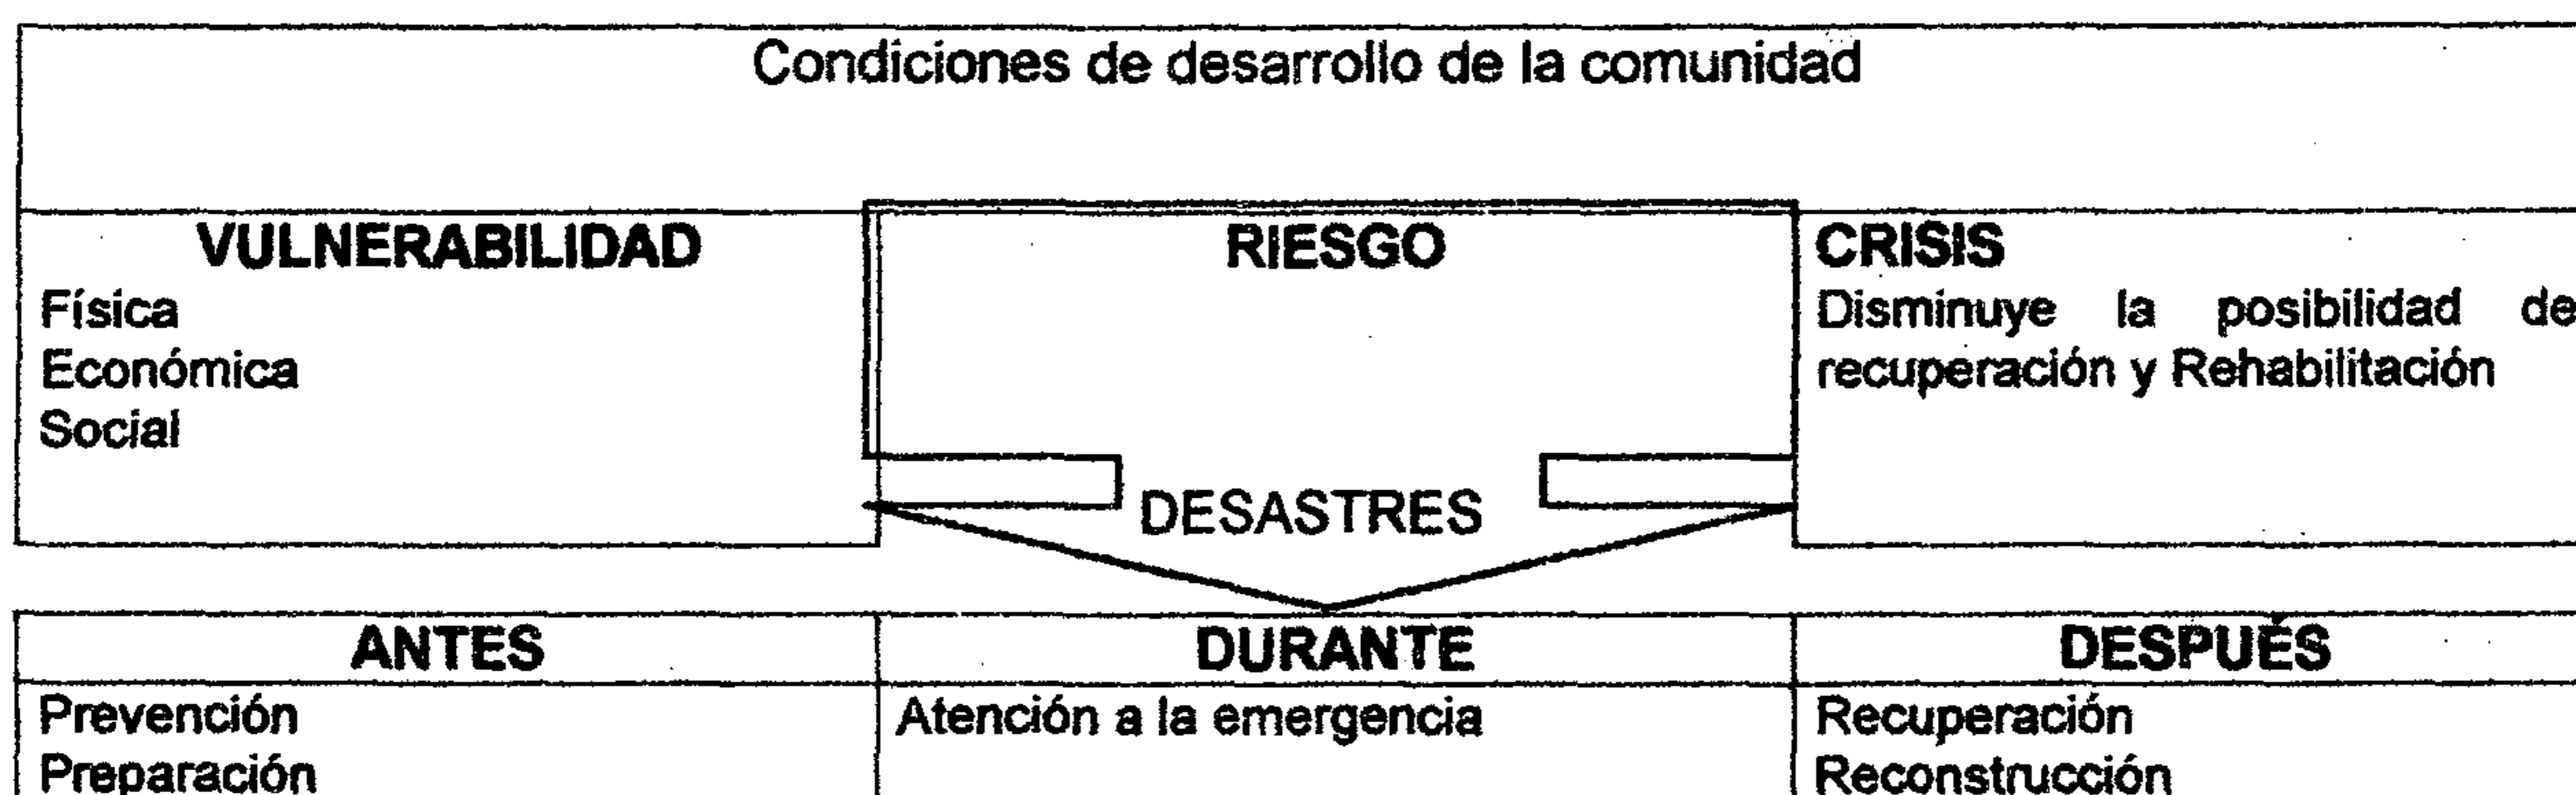 Condiciones de desarrollo de la comunidad
VULNERABILIDAD
Física
Económica
Social
RIESGO
DESASTRES
CRISIS
Disminuye la posibilidad de
recuperación y Rehabilitación
ANTES
DURANTE
DESPUÉS
Prevención
Preparación
Atención a la emergencia
Recuperación
Reconstrucción